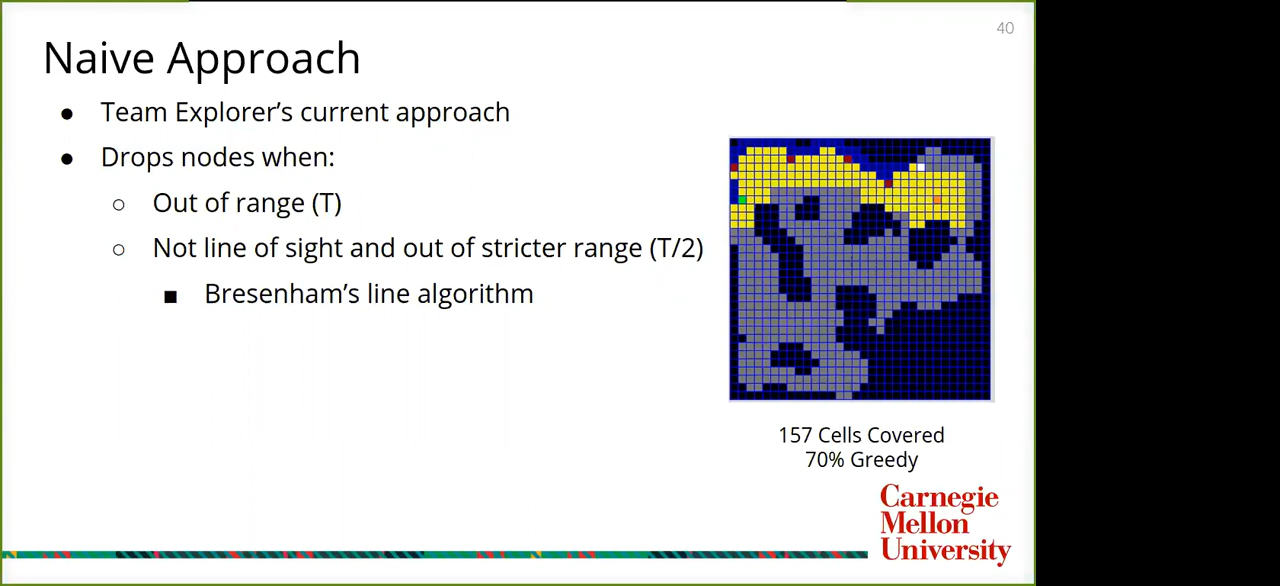 40
Naive Approach
● Team Explorer’s current approach
● Drops nodes when:
○ Out of range (T)
○ Not line of sight and out of stricter range (T/2)
■ Bresenham’s line algorithm
157 Cells Covered
70% Greedy
Carnegie
Mellon
University